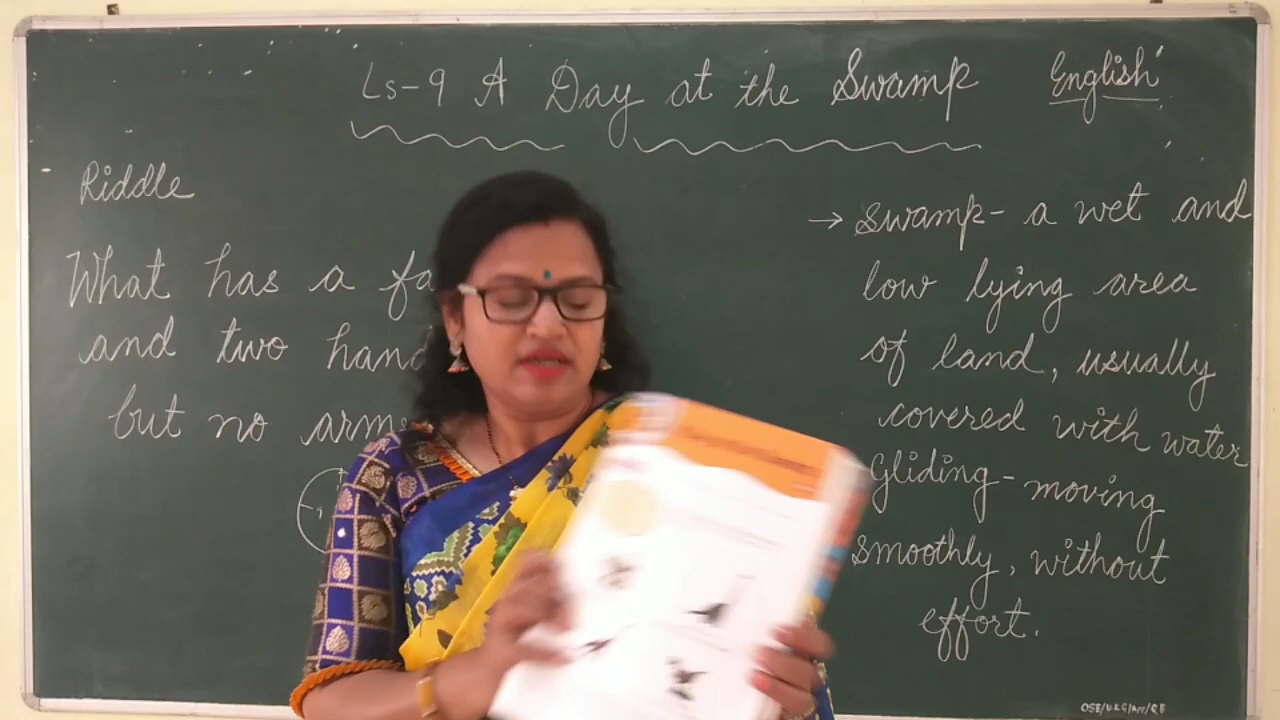 Ls-9 A Day at the Swamp English
Riddle
What has a fa
and two hand
but no arms
→ Swamp- a wet and
low lying area
of land, usually
covered with water
Gliding- moving
smoothly, without
effort.